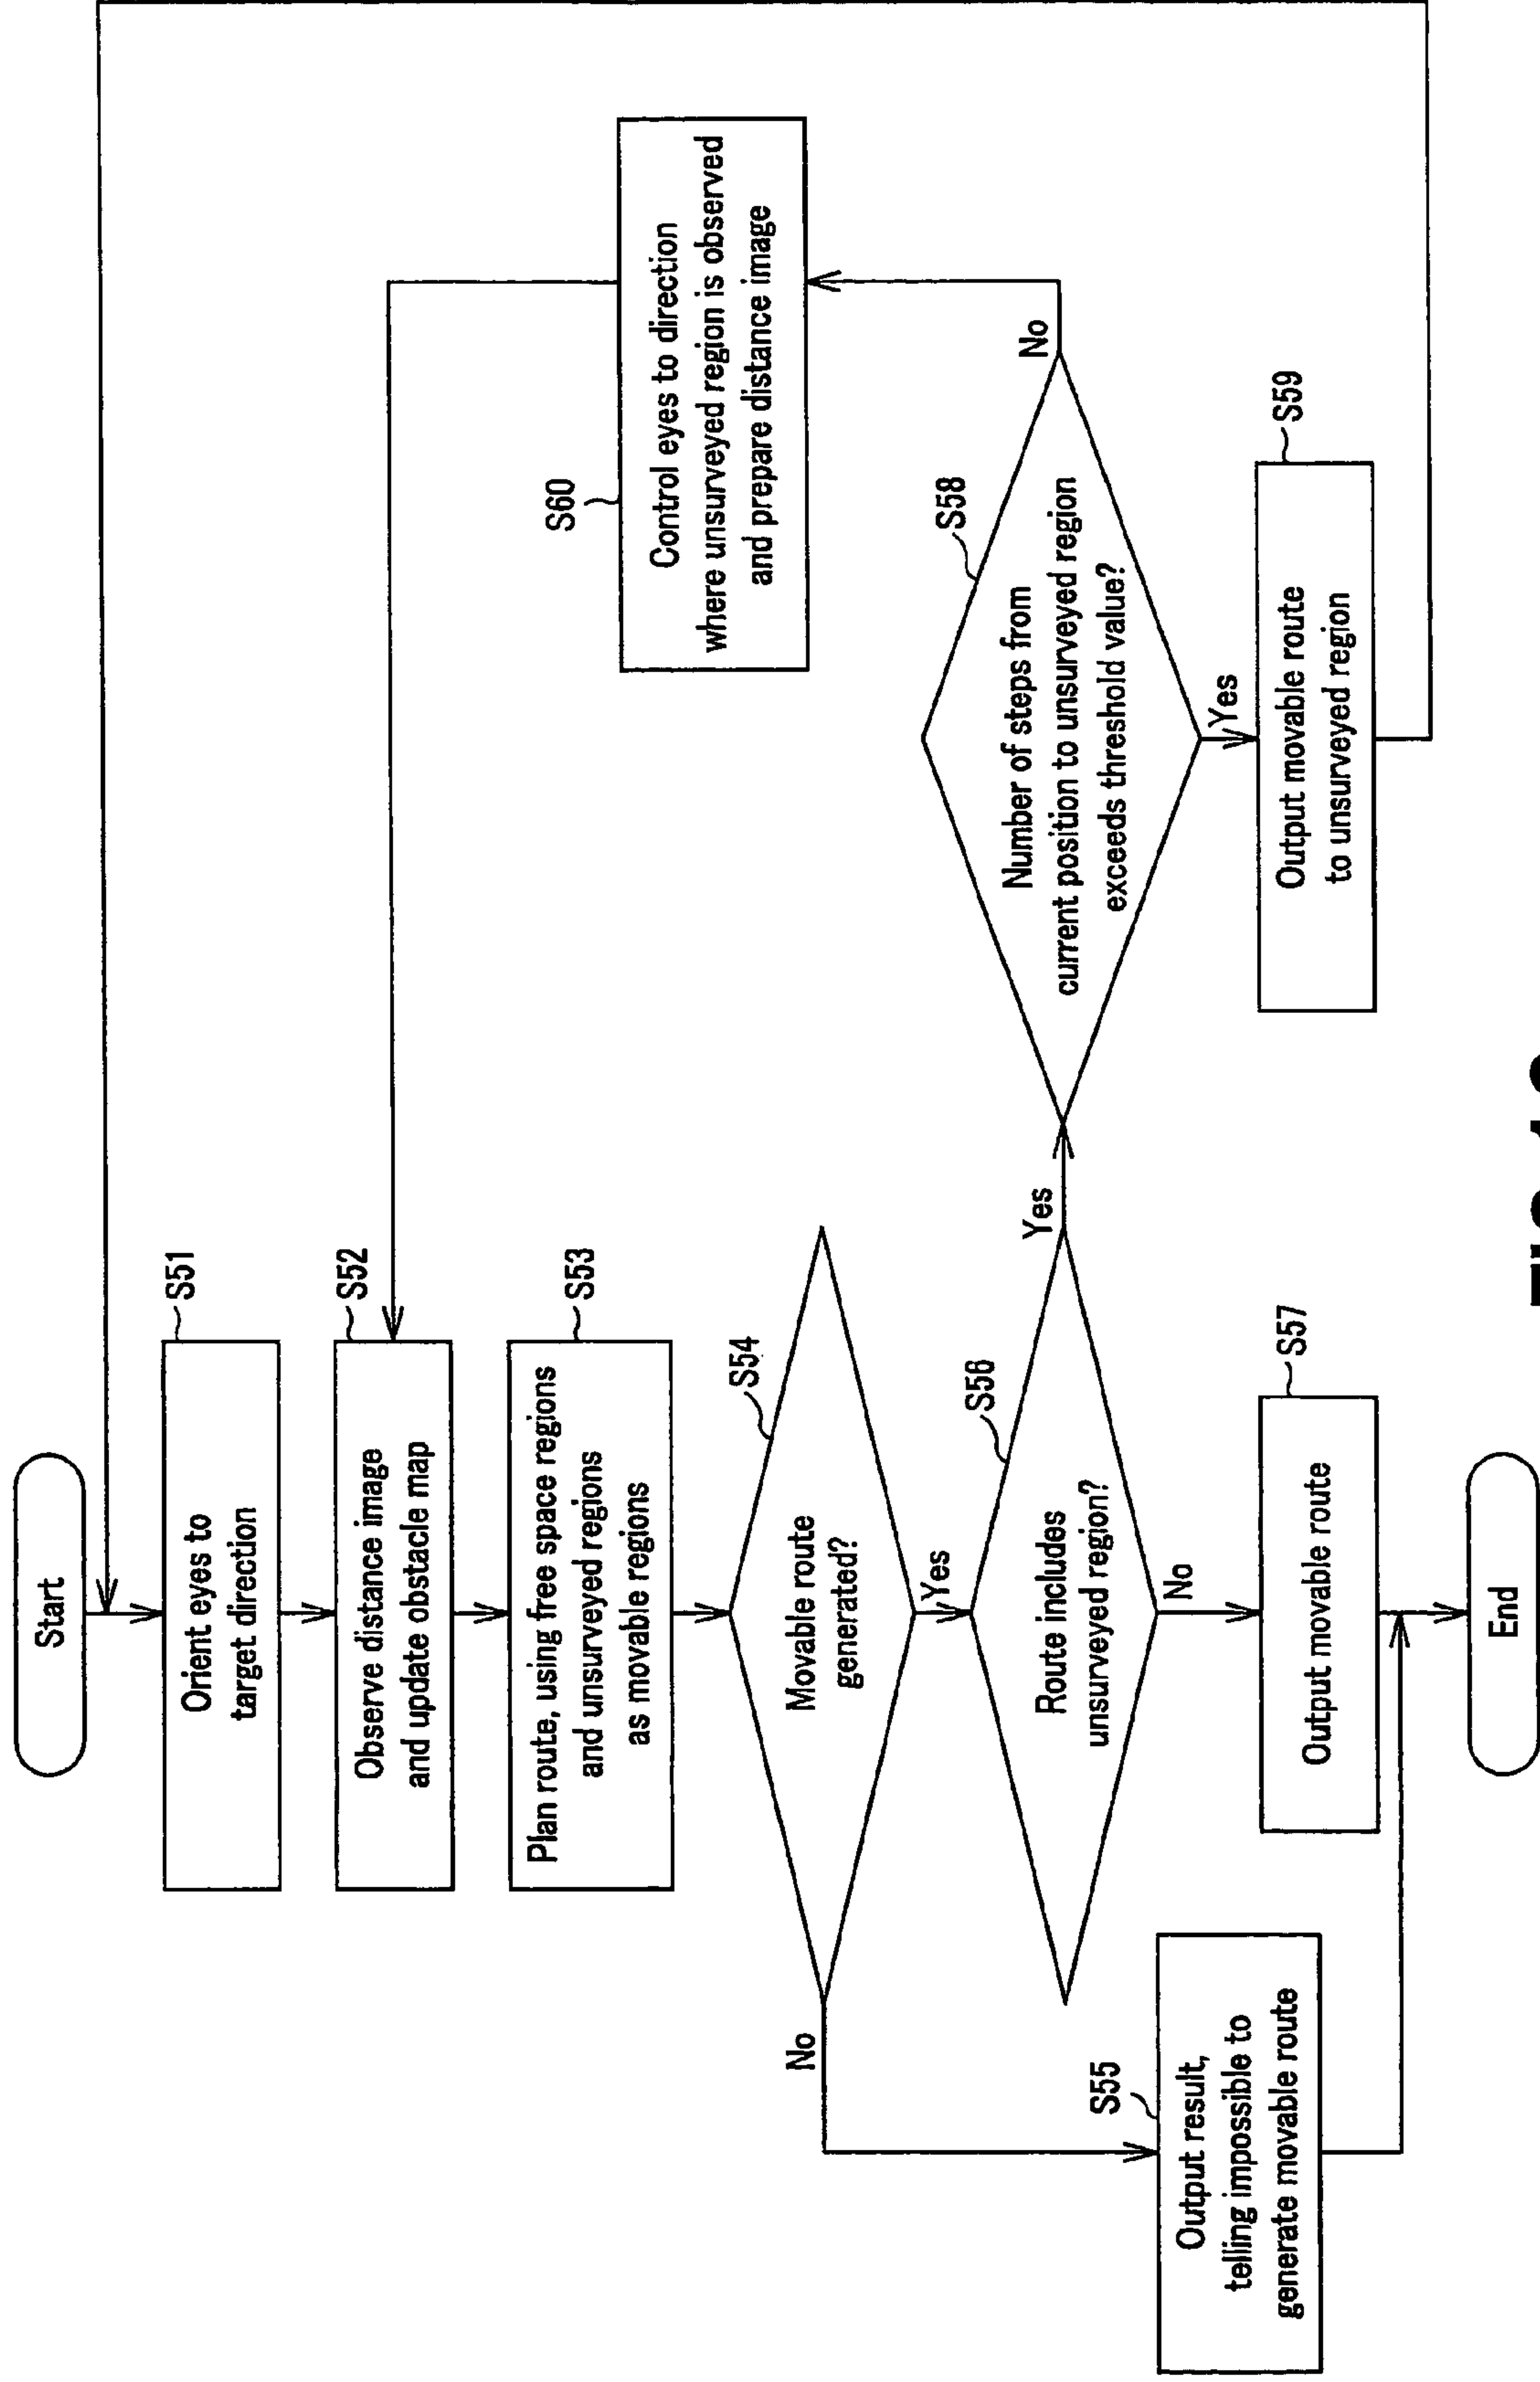 Start
S51
Orient eyes to
target direction
S52
Observe distance image
and update obstacle map
S53
Plan route, using free space regions
and unsurveyed regions
as movable regions
S54
Movable route
generated?
No
Yes
S55
Output result,
telling impossible to
generate movable route
S56
Route includes
unsurveyed region?
Yes
No
S57
Output movable route
End
S58
Number of steps from
current position to unsurveyed region
exceeds threshold value?
No
Yes
S59
Output movable route
to unsurveyed region
S60
Control eyes to direction
where unsurveyed region is observed
and prepare distance image